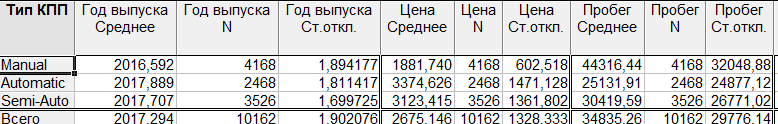 Тип КПП Год выпуска Среднее Год выпуска N Год выпуска Ст.откл. Цена Среднее Цена N Цена Ст.откл. Пробег Среднее Пробег N Пробег Ст.откл.
Manual 2016,592 4168 1,894177 1881,740 4168 602,518 44316,44 4168 32048,88
Automatic 2017,889 2468 1,811417 3374,626 2468 1471,128 25131,91 2468 24877,12
Semi-Auto 2017,707 3526 1,699725 3123,415 3526 1361,802 30419,59 3526 26771,02
Всего 2017,294 10162 1,902076 2675,146 10162 1328,333 34835,26 10162 29776,14